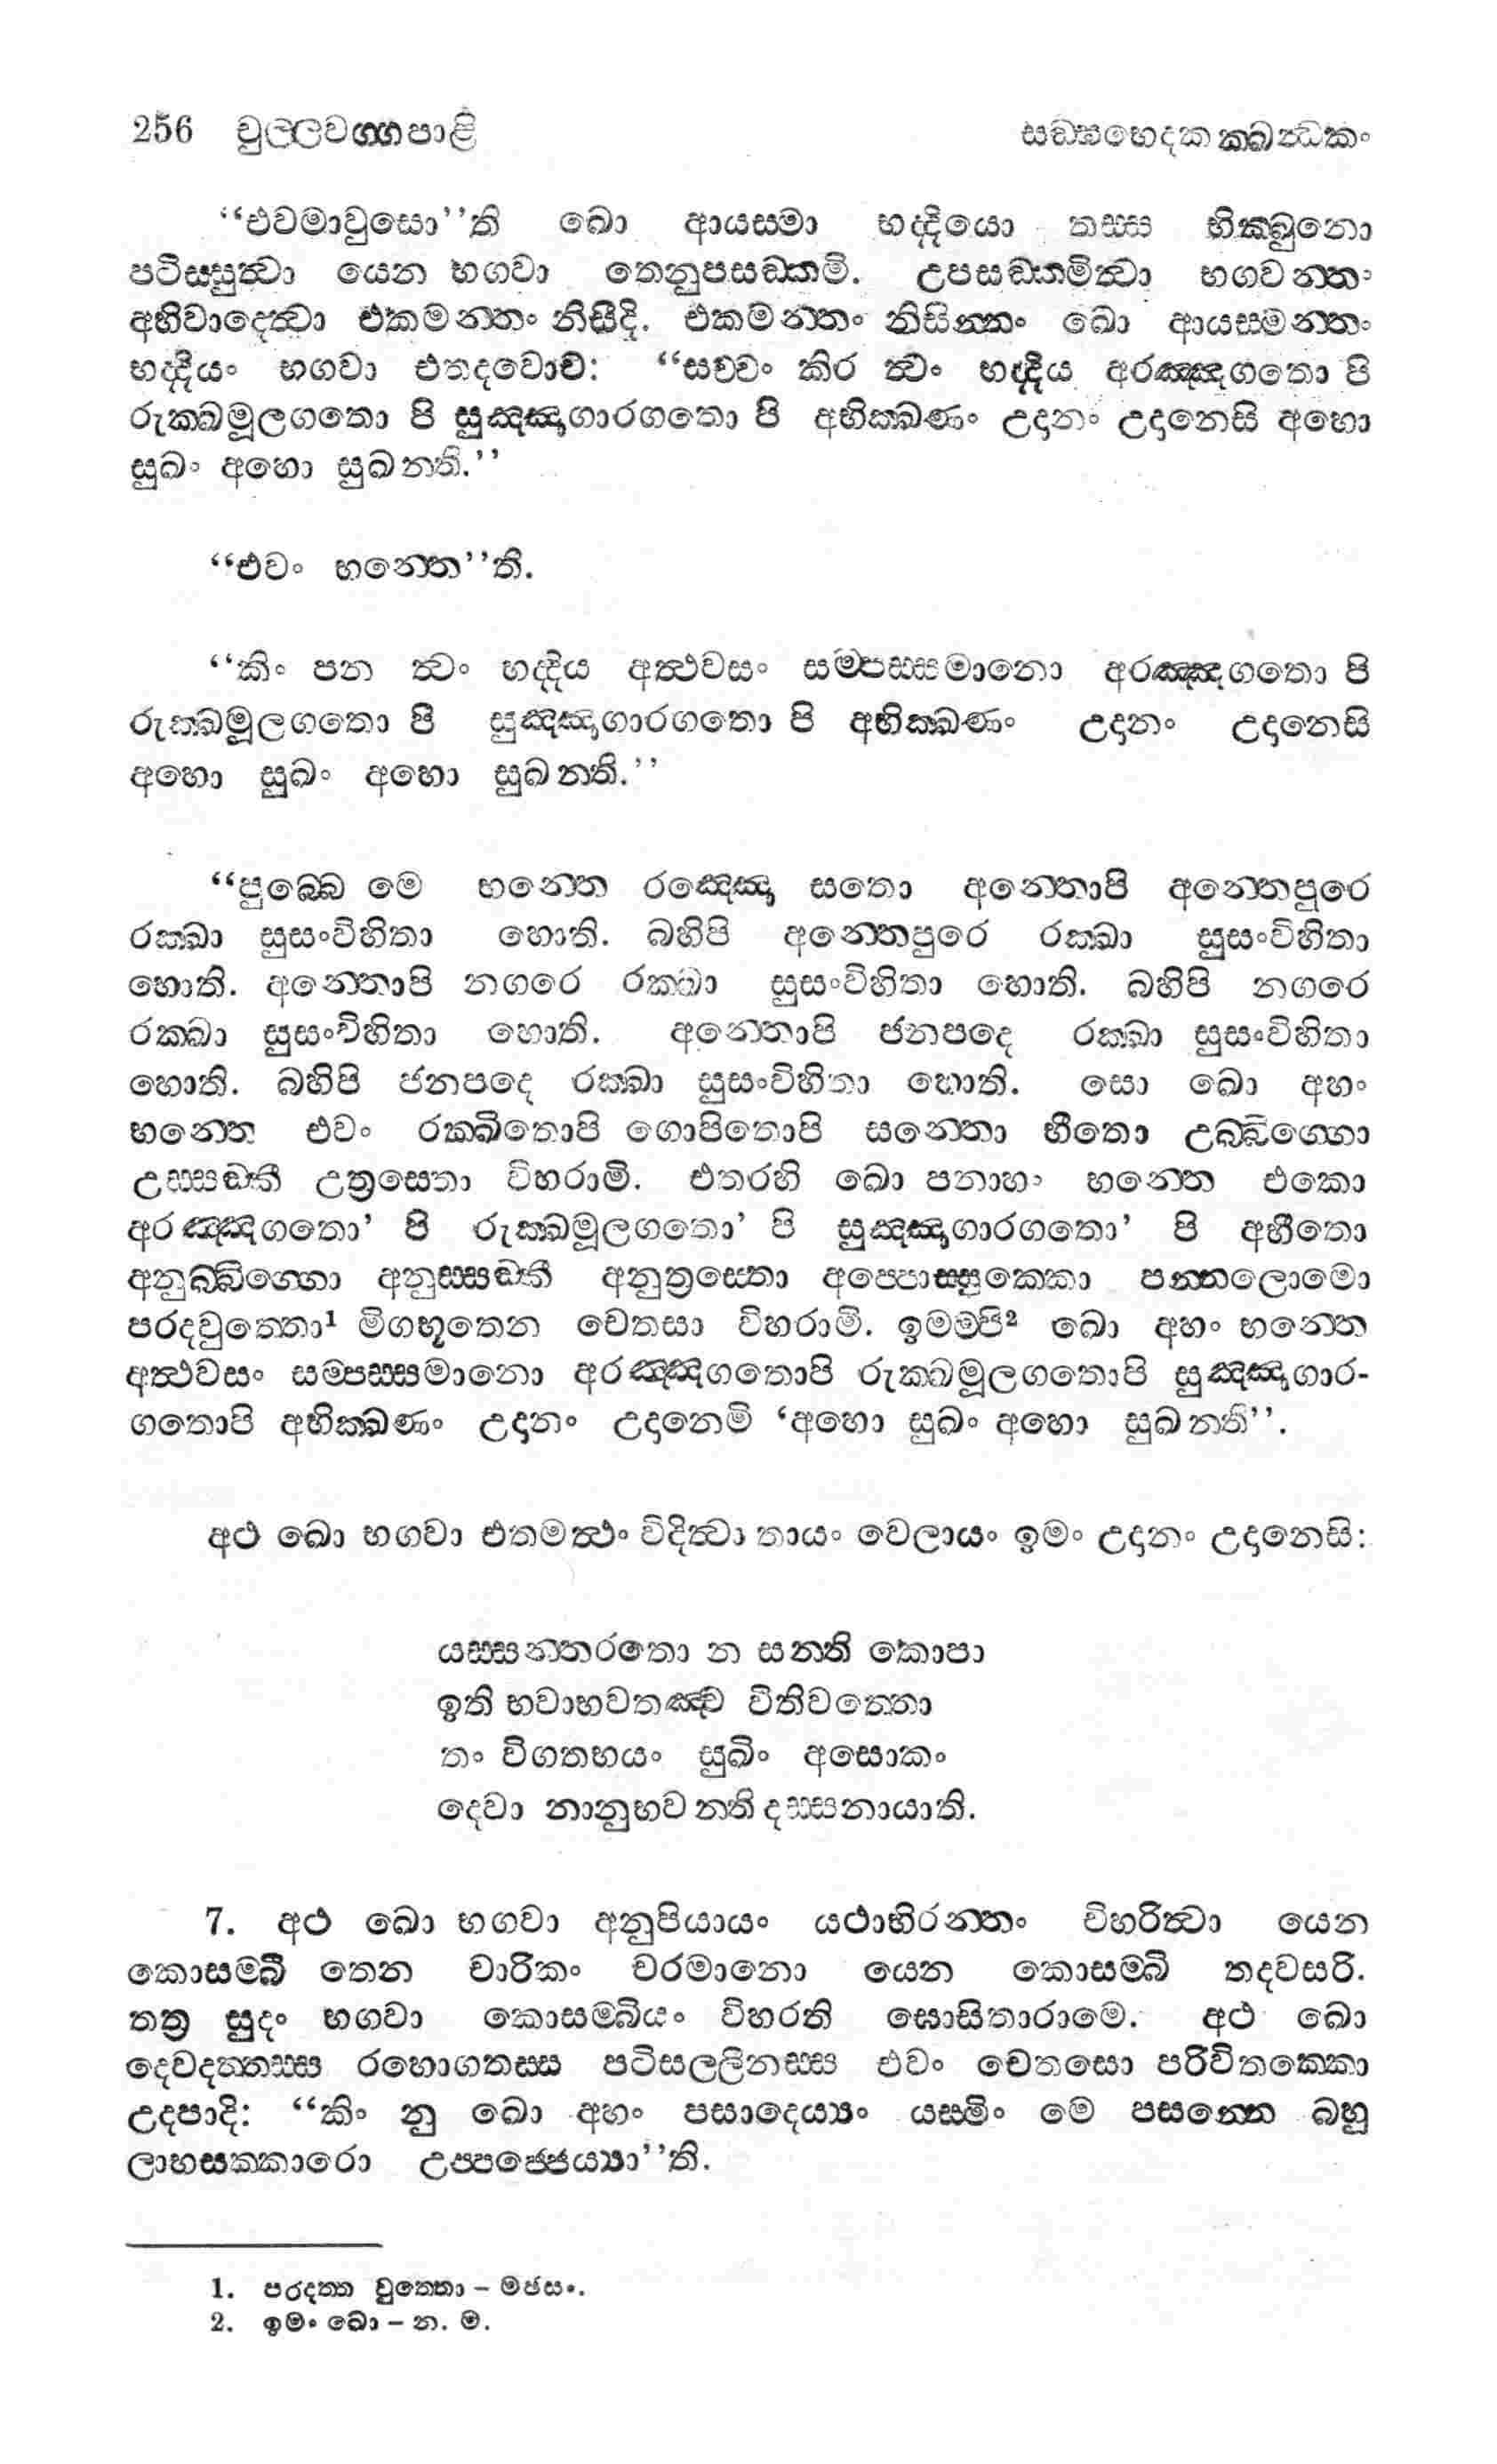 256 චුල්ලවග්ගපාළි සඞ්ඝභෙදකක්ඛන්ධකං
“එවමාවුසො”ති ඛො ආයස්මා භද්දියො තස්ස භික්ඛුනො
පටිස්සුත්වා යෙන භගවා තෙනුපසඞ්කමි. උපසඞ්කමිත්වා භගවන්තං
අභිවාදෙත්වා එකමන්තං නිසීදි. එකමන්තං නිසින්නං ඛො ආයස්මන්තං
භද්දියං භගවා එතදවොච: “සච්චං කිර ත්වං භද්දිය අරඤ්ඤගතො පි
රුක්ඛමූලගතො පි සුඤ්ඤාගාරගතො පි අභික්ඛණං උදානං උදානෙසි අහො
සුඛං අහො සුඛන්ති.”
“එවං භන්තෙ”ති.
“කිං පන ත්වං භද්දිය අත්ථවසං සම්පස්සමානො අරඤ්ඤගතො පි
රුක්ඛමූලගතො පි සුඤ්ඤාගාරගතො පි අභික්ඛණං උදානං උදානෙසි
අහො සුඛං අහො සුඛන්ති.”
“පුබ්බෙ මෙ භන්තෙ රඤ්ඤො සතො අන්තොපි අන්තෙපුරෙ
රක්ඛා සුසංවිහිතා හොති. බහිපි අන්තෙපුරෙ රක්ඛා සුසංවිහිතා
හොති. අන්තොපි නගරෙ රක්ඛා සුසංවිහිතා හොති. බහිපි නගරෙ
රක්ඛා සුසංවිහිතා හොති. අන්තොපි ජනපදෙ රක්ඛා සුසංවිහිතා
හොති. බහිපි ජනපදෙ රක්ඛා සුසංවිහිතා හොති. සො ඛො අහං
භන්තෙ එවං රක්ඛිතොපි ගොපිතොපි සන්තො භීතො උබ්බිග්ගො
උස්සඞ්කී උත්‍රස්තො විහරාමි. එතරහි ඛො පනාහං භන්තෙ එකො
අරඤ්ඤගතො’ පි රුක්ඛමූලගතො’ පි සුඤ්ඤාගාරගතො’ පි අභීතො
අනුබ්බිග්ගො අනුස්සඞ්කී අනුත්‍රස්තො අප්පොස්සුක්කො පන්නලොමො
පරදවුත්තො¹ මිගභූතෙන චෙතසා විහරාමි. ඉමම්පි² ඛො අහං භන්තෙ
අත්ථවසං සම්පස්සමානො අරඤ්ඤගතොපි රුක්ඛමූලගතොපි සුඤ්ඤාගාර-
ගතොපි අභික්ඛණං උදානං උදානෙමි ‘අහො සුඛං අහො සුඛන්ති”.
අථ ඛො භගවා එතමත්ථං විදිත්වා තායං වෙලායං ඉමං උදානං උදානෙසි:
යස්සන්තරතො න සන්ති කොපා
ඉති භවාභවතඤ්ච විතිවත්තො
තං විගතභයං සුඛිං අසොකං
දෙවා නානුභවන්ති දස්සනායාති.
7. අථ ඛො භගවා අනුපියායං යථාභිරන්තං විහරිත්වා යෙන
කොසම්බී තෙන චාරිකං චරමානො යෙන කොසම්බි තදවසරි.
තත්‍ර සුදං භගවා කොසම්බියං විහරති ඝොසිතාරාමෙ. අථ ඛො
දෙවදත්තස්ස රහොගතස්ස පටිසල්ලීනස්ස එවං චෙතසො පරිවිතක්කො
උදපාදි: “කිං නු ඛො අහං පසාදෙය්‍යං යස්මිං මෙ පසන්නෙ බහූ
ලාභසක්කාරො උප්පජ්ජෙය්‍යා”ති.
1. පරදත්ත වුත්තො – මජසං.
2. ඉමං ඛො – න. ම.